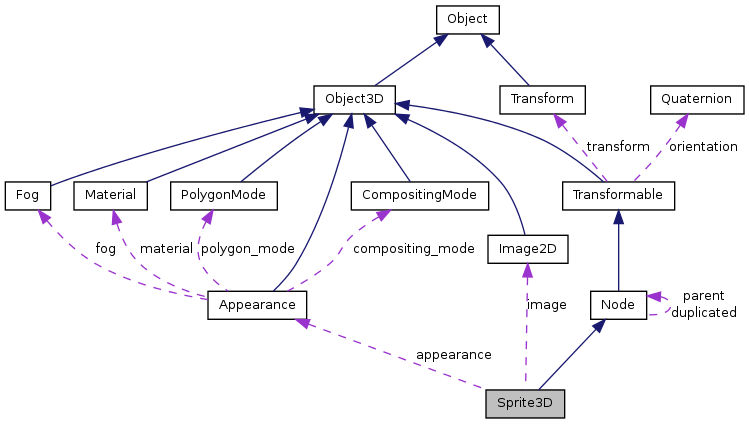 Object
Object3D
Transform
Quaternion
transform
orientation
Fog
Material
PolygonMode
CompositingMode
Transformable
fog
material
polygon_mode
compositing_mode
Image2D
Appearance
image
Node
parent
duplicated
appearance
Sprite3D